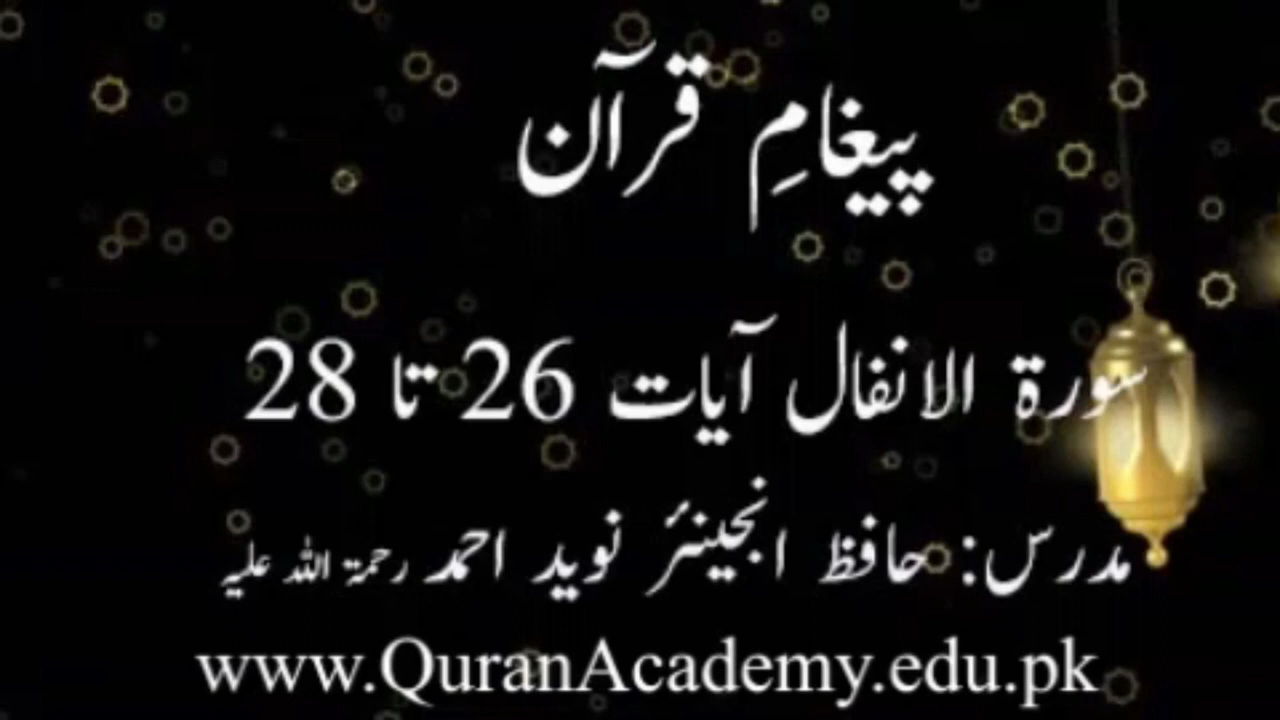 پیغامِ قرآن
سورۃ الانفال آیات 26 تا 28
مدرس: حافظ انجینئر نوید احمد رحمۃ اللہ علیہ
www.QuranAcademy.edu.pk